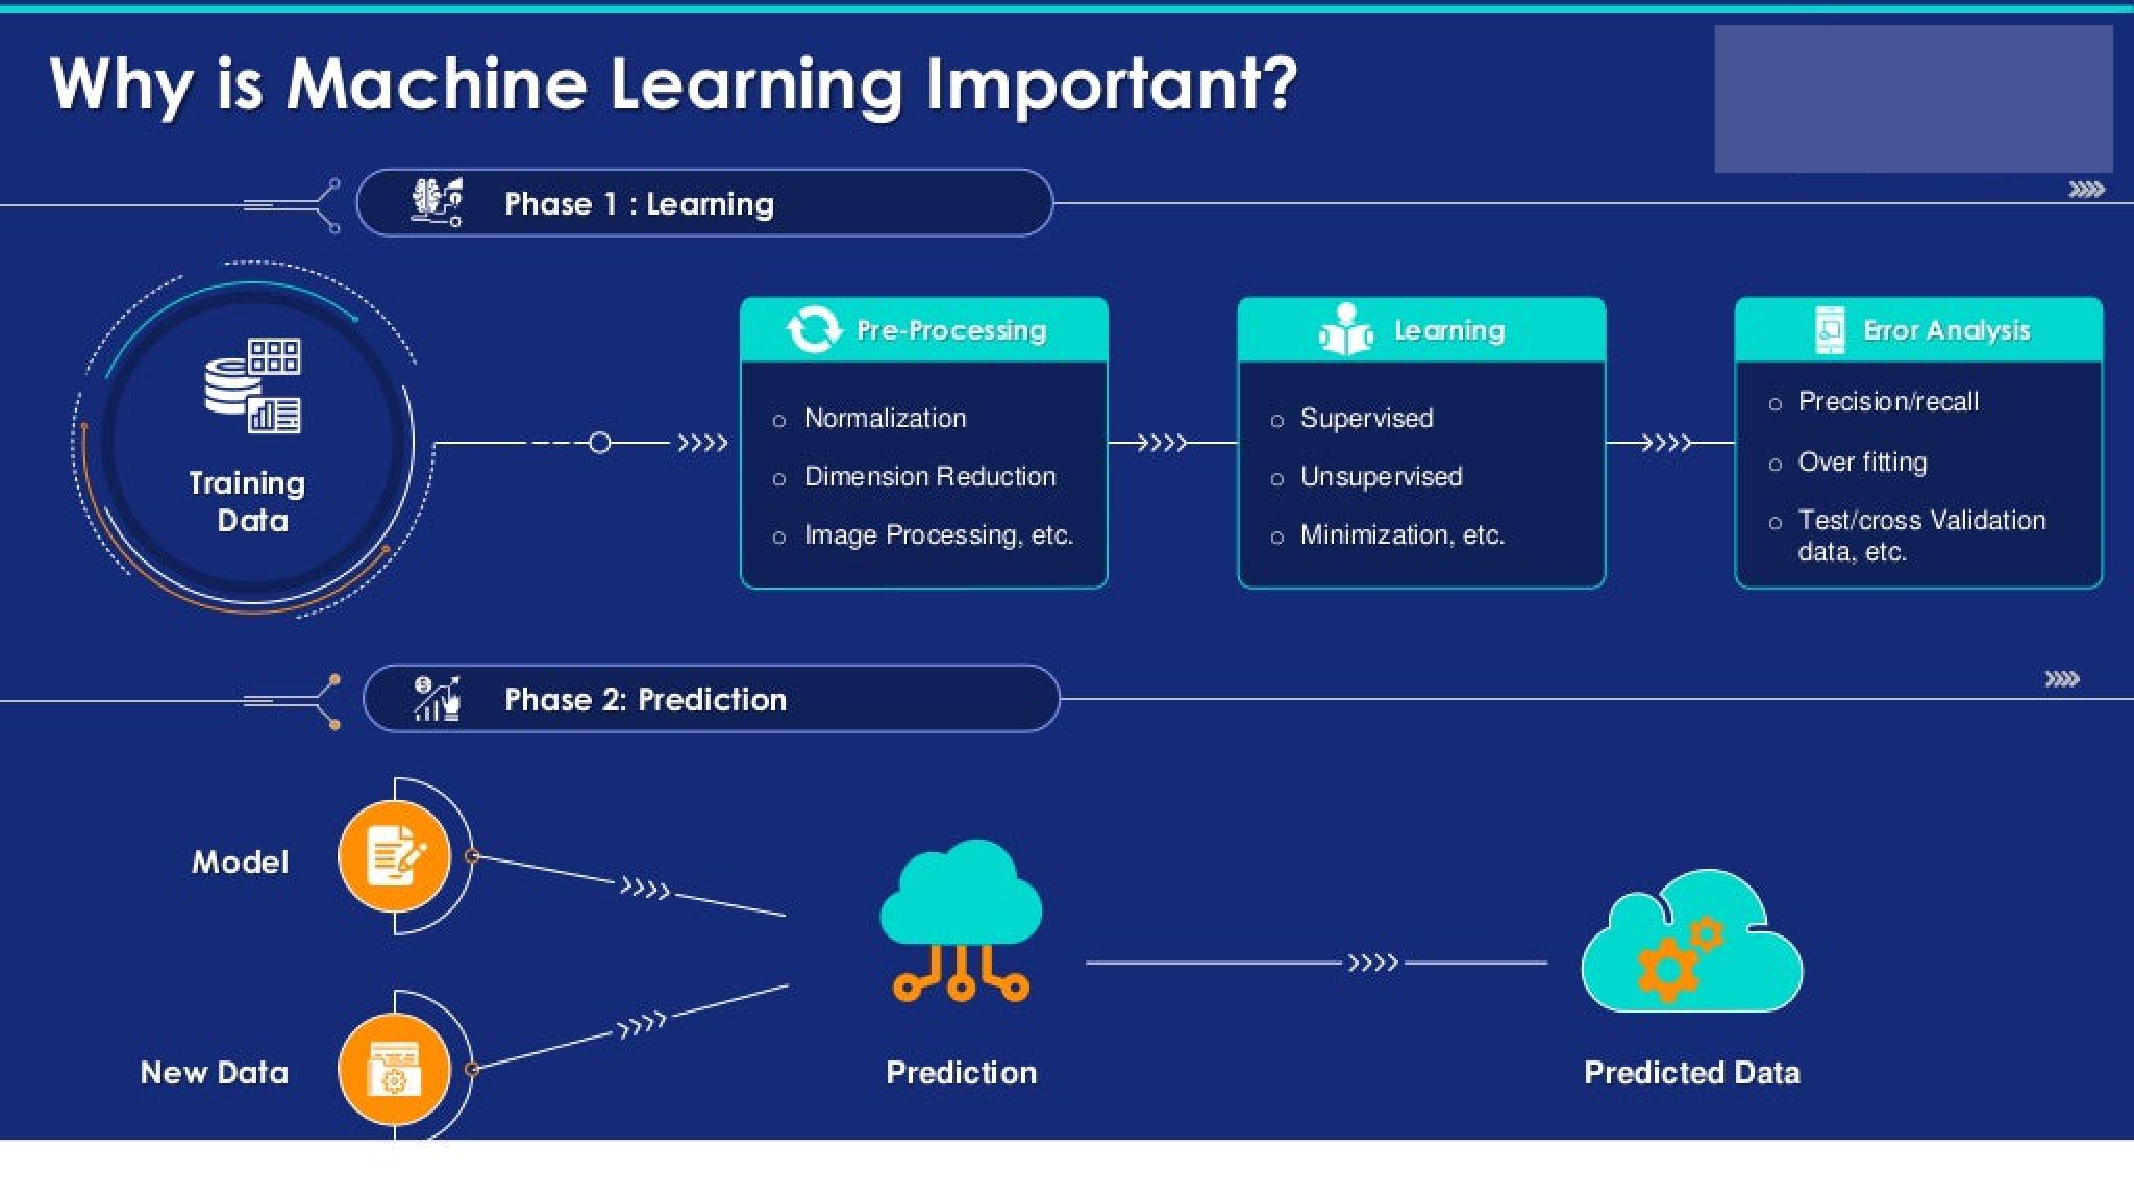 Why is Machine Learning Important?
Phase 1 : Learning
Training
Data
Pre-Processing
Normalization
Dimension Reduction
Image Processing, etc.
Learning
Supervised
Unsupervised
Minimization, etc.
Error Analysis
Precision/recall
Over fitting
Test/cross Validation
data, etc.
Phase 2: Prediction
Model
New Data
Prediction
Predicted Data